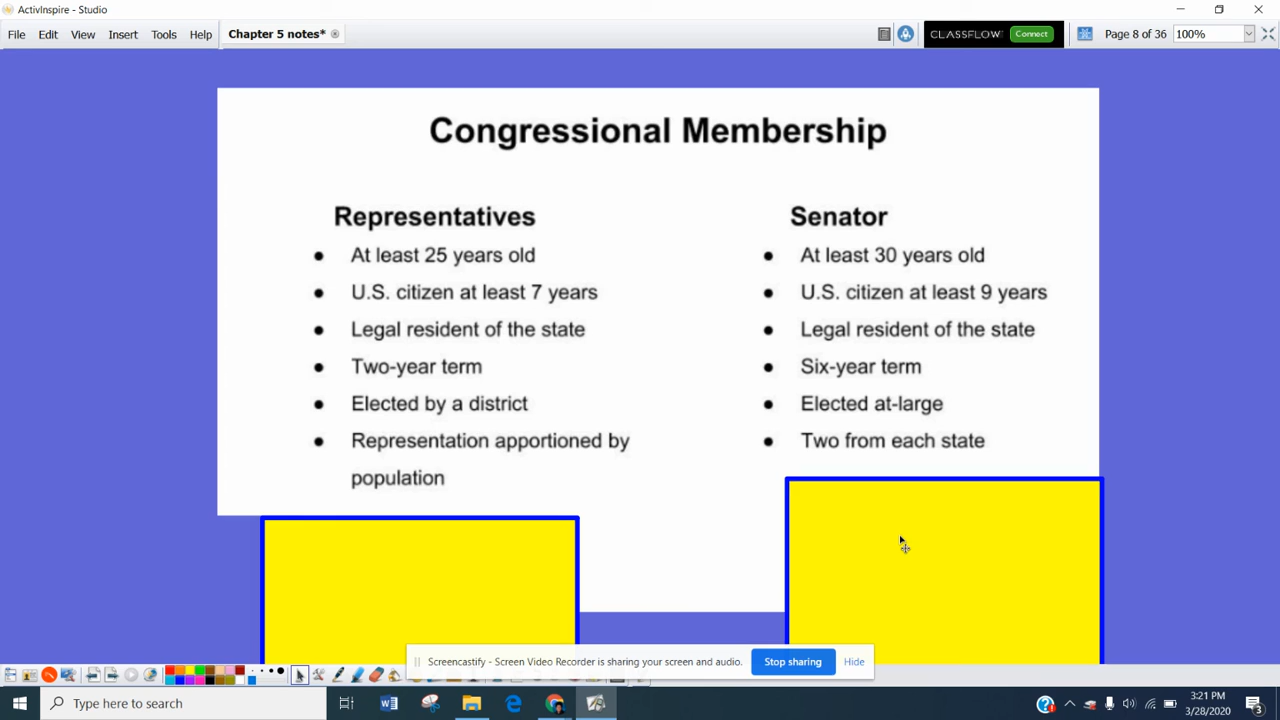 ActivInspire - Studio
File Edit View Insert Tools Help Chapter 5 notes* CLASSFLOW Connect Page 8 of 36 100%
Congressional Membership
Representatives
At least 25 years old
U.S. citizen at least 7 years
Legal resident of the state
Two-year term
Elected by a district
Representation apportioned by
population
Senator
At least 30 years old
U.S. citizen at least 9 years
Legal resident of the state
Six-year term
Elected at-large
Two from each state
Screencastify - Screen Video Recorder is sharing your screen and audio. Stop sharing Hide
Type here to search
3:21 PM
3/28/2020
3